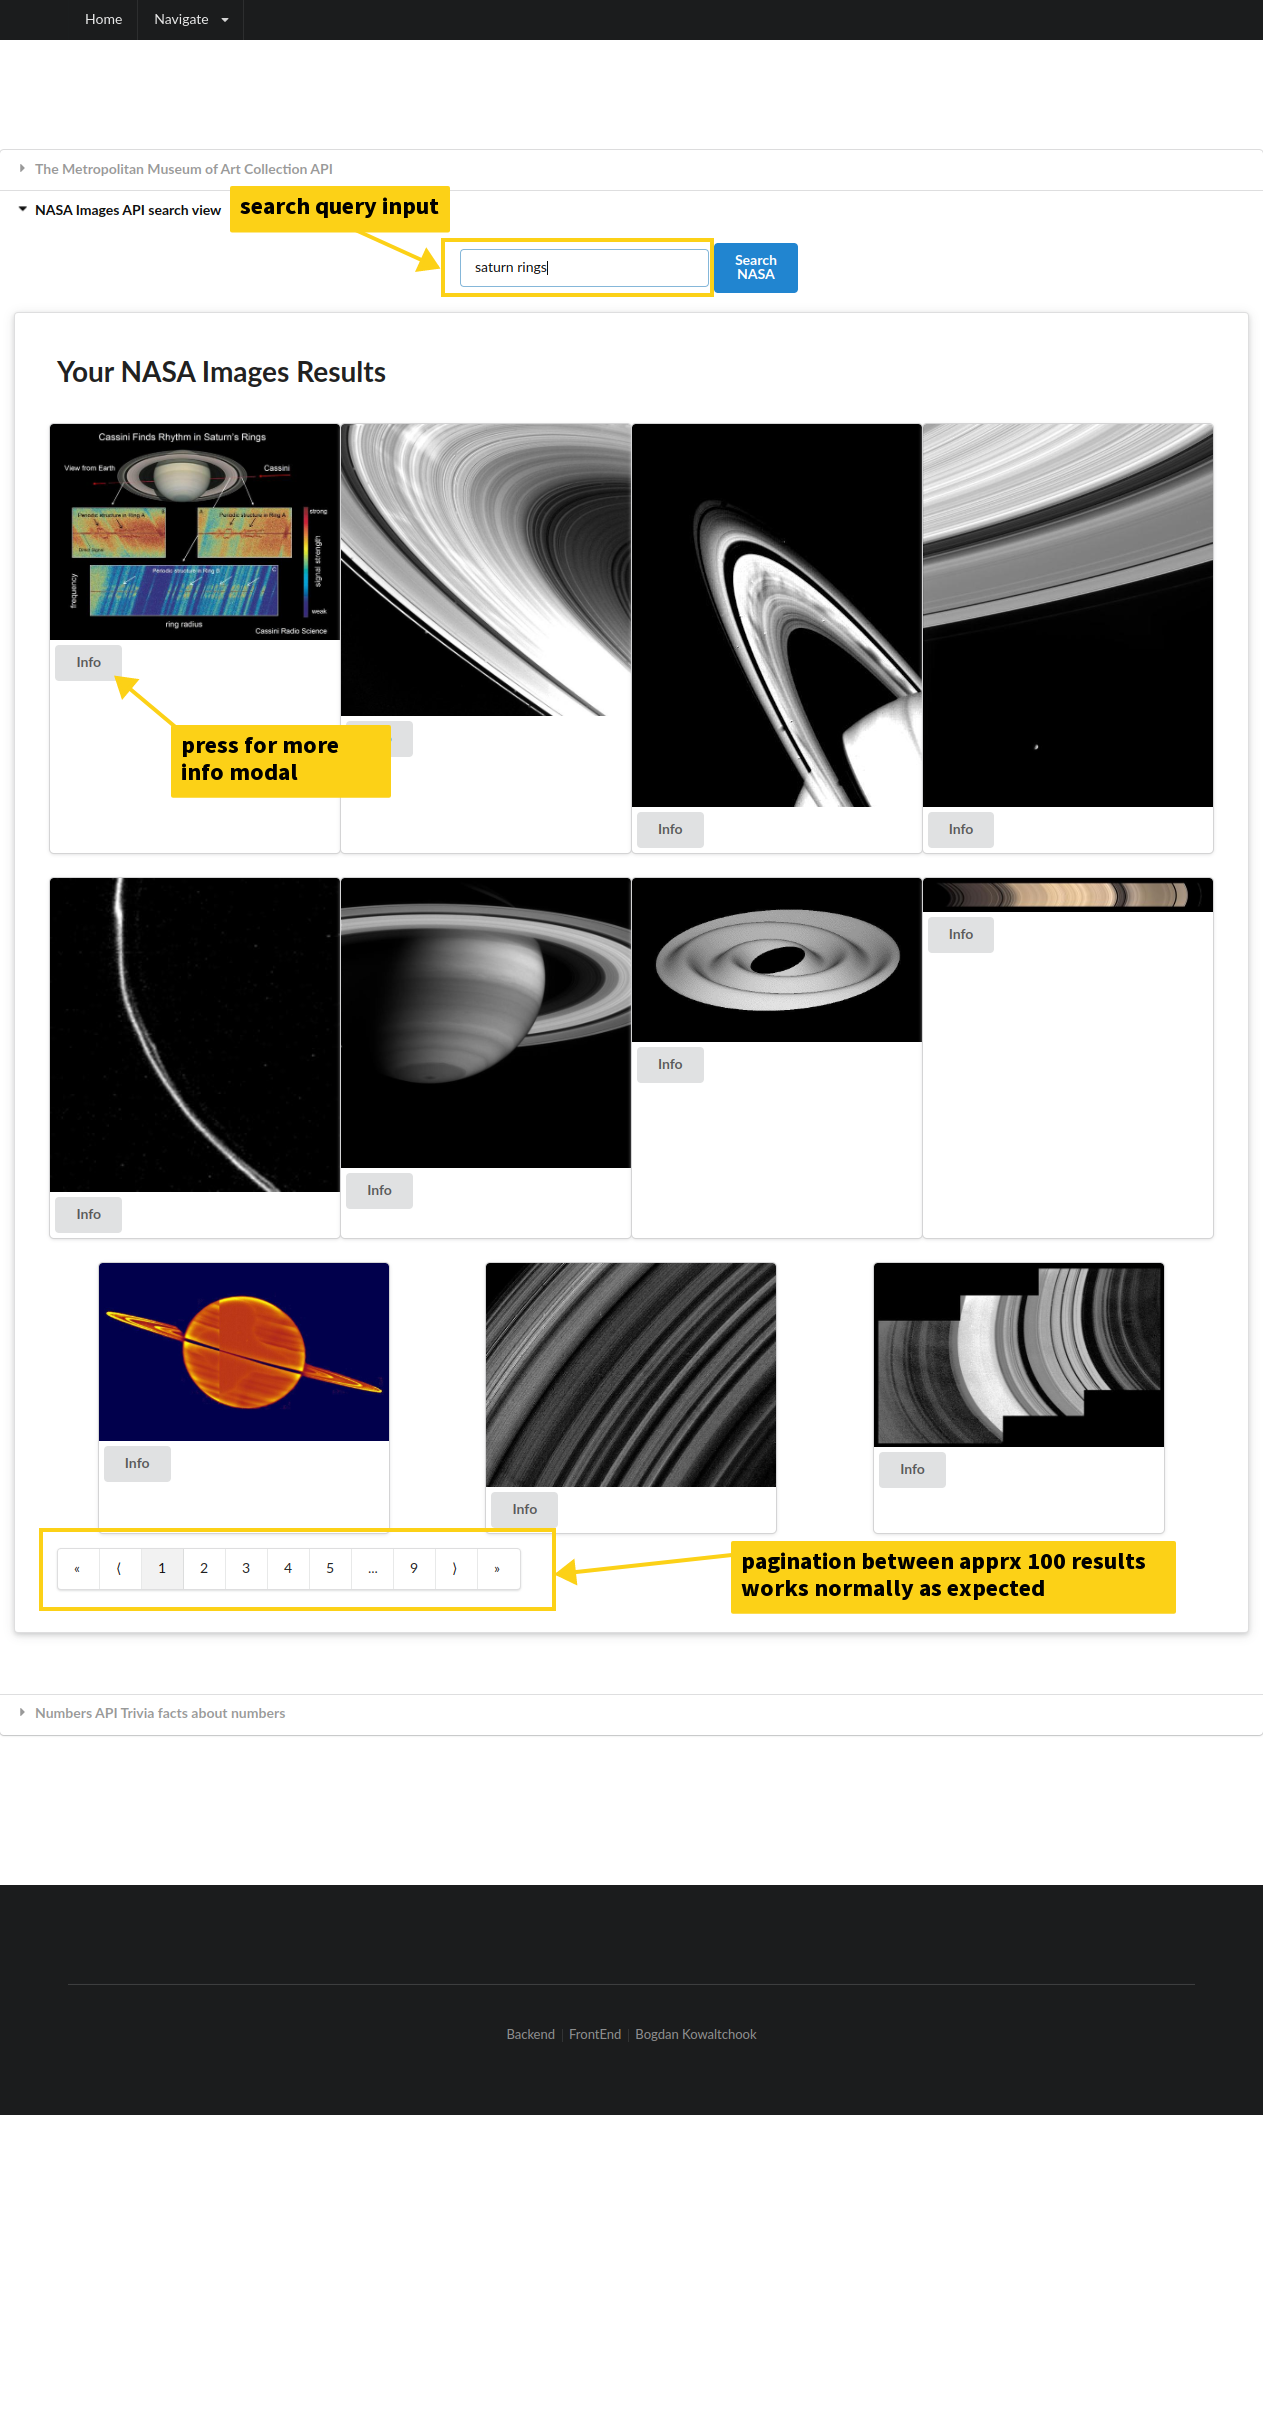 Home Navigate
The Metropolitan Museum of Art Collection API
NASA Images API search view
search query input
saturn rings
Search
NASA
Your NASA Images Results
Cassini Finds Rhythm in Saturn's Rings
View from Earth
Cassini
Periodic structure in Ring A
Periodic structure in Ring A
strong
signal strength
weak
Periodic structure in Ring B
C
frequency
ring radius
Cassini Radio Science
Info
press for more
info modal
Info
Info
Info
Info
Info
Info
Info
Info
Info
« ⟨ 1 2 3 4 5 ... 9 ⟩ »
pagination between apprx 100 results
works normally as expected
Numbers API Trivia facts about numbers
Backend | FrontEnd | Bogdan Kowaltchook